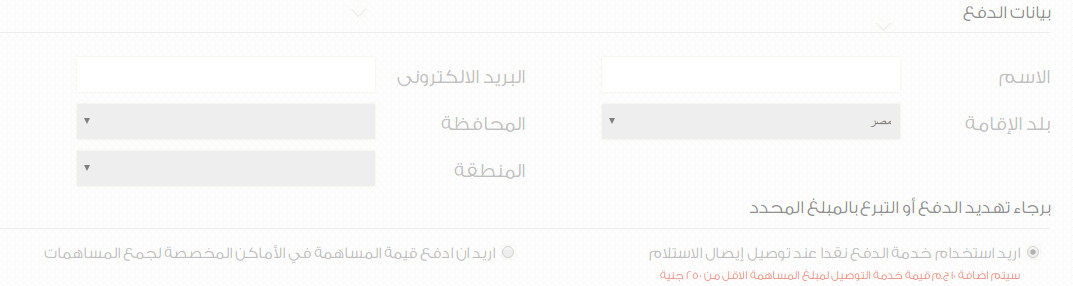 بيانات الدفع
الاسم
البريد الالكترونى
بلد الإقامة
مصر
المحافظة
المنطقة
برجاء تهديد الدفع أو التبرع بالمبلغ المحدد
اريد استخدام خدمة الدفع نقدا عند توصيل إيصال الاستلام
اريد ان ادفع قيمة المساهمة في الأماكن المخصصة لجمع المساهمات
سيتم اضافة ١٠ ج.م قيمة خدمة التوصيل لمبلغ المساهمة الاقل من ٢٥٠ جنية